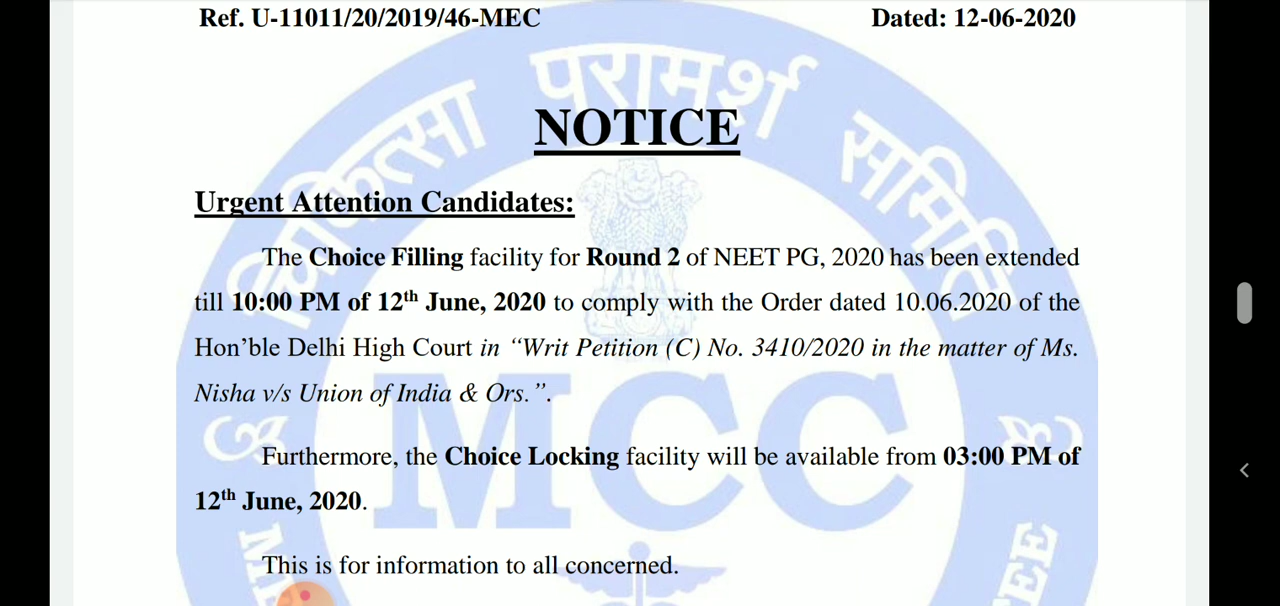 Ref. U-11011/20/2019/46-MEC Dated: 12-06-2020
चिकित्सा परामर्श समिति
NOTICE
Urgent Attention Candidates:
The Choice Filling facility for Round 2 of NEET PG, 2020 has been extended
till 10:00 PM of 12th June, 2020 to comply with the Order dated 10.06.2020 of the
Hon’ble Delhi High Court in “Writ Petition (C) No. 3410/2020 in the matter of Ms.
Nisha v/s Union of India & Ors.”.
MCC
Furthermore, the Choice Locking facility will be available from 03:00 PM of
12th June, 2020.
This is for information to all concerned.